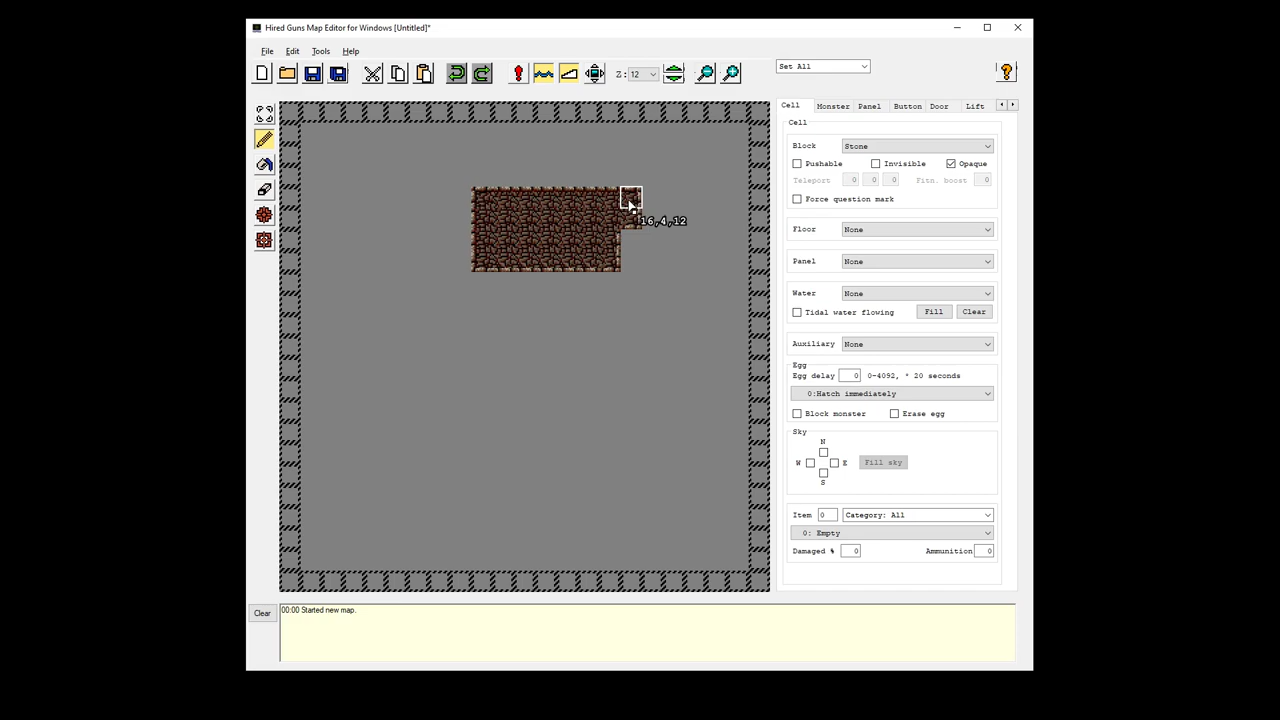 Hired Guns Map Editor for Windows [Untitled]*
File Edit Tools Help
Z: 12
Set All
Cell Monster Panel Button Door Lift
Cell
Block Stone
Pushable Invisible Opaque
Teleport 0 0 0 Fitn. boost 0
Force question mark
16,4,12
Floor None
Panel None
Water None
Tidal water flowing Fill Clear
Auxiliary None
Egg
Egg delay 0 0-4092, * 20 seconds
0:Hatch immediately
Block monster Erase egg
Sky
N
W E Fill sky
S
Item 0 Category: All
0: Empty
Damaged % 0 Ammunition 0
Clear 00:00 Started new map.